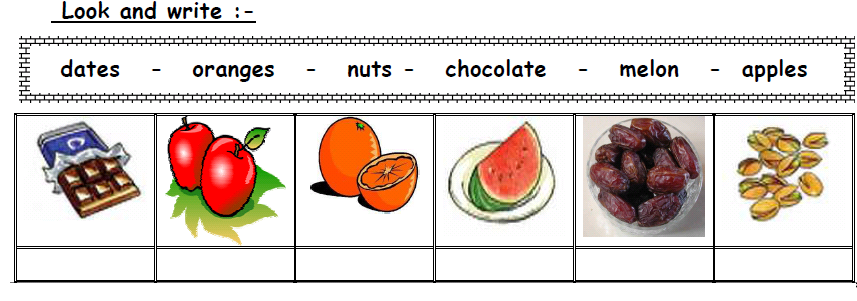 Look and write :-
dates - oranges - nuts - chocolate - melon - apples